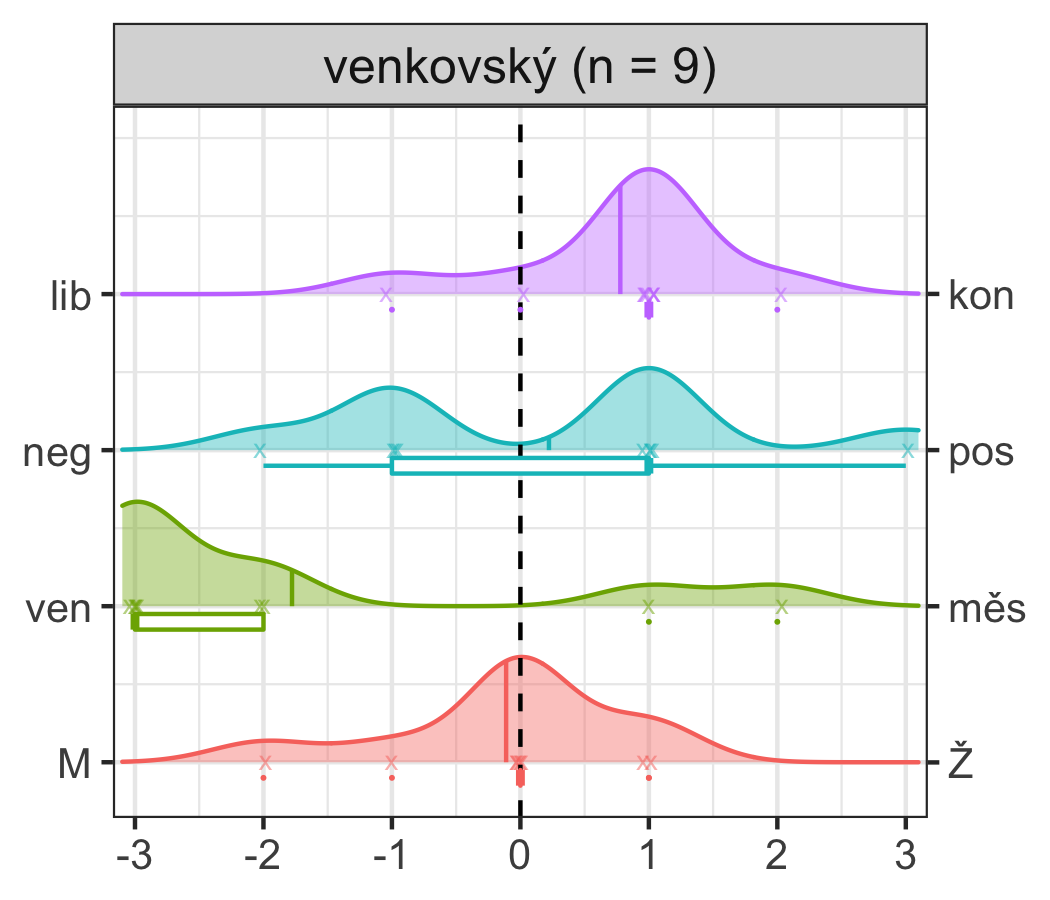 venkovský (n = 9)
lib kon
neg pos
ven měs
M Ž
-3 -2 -1 0 1 2 3